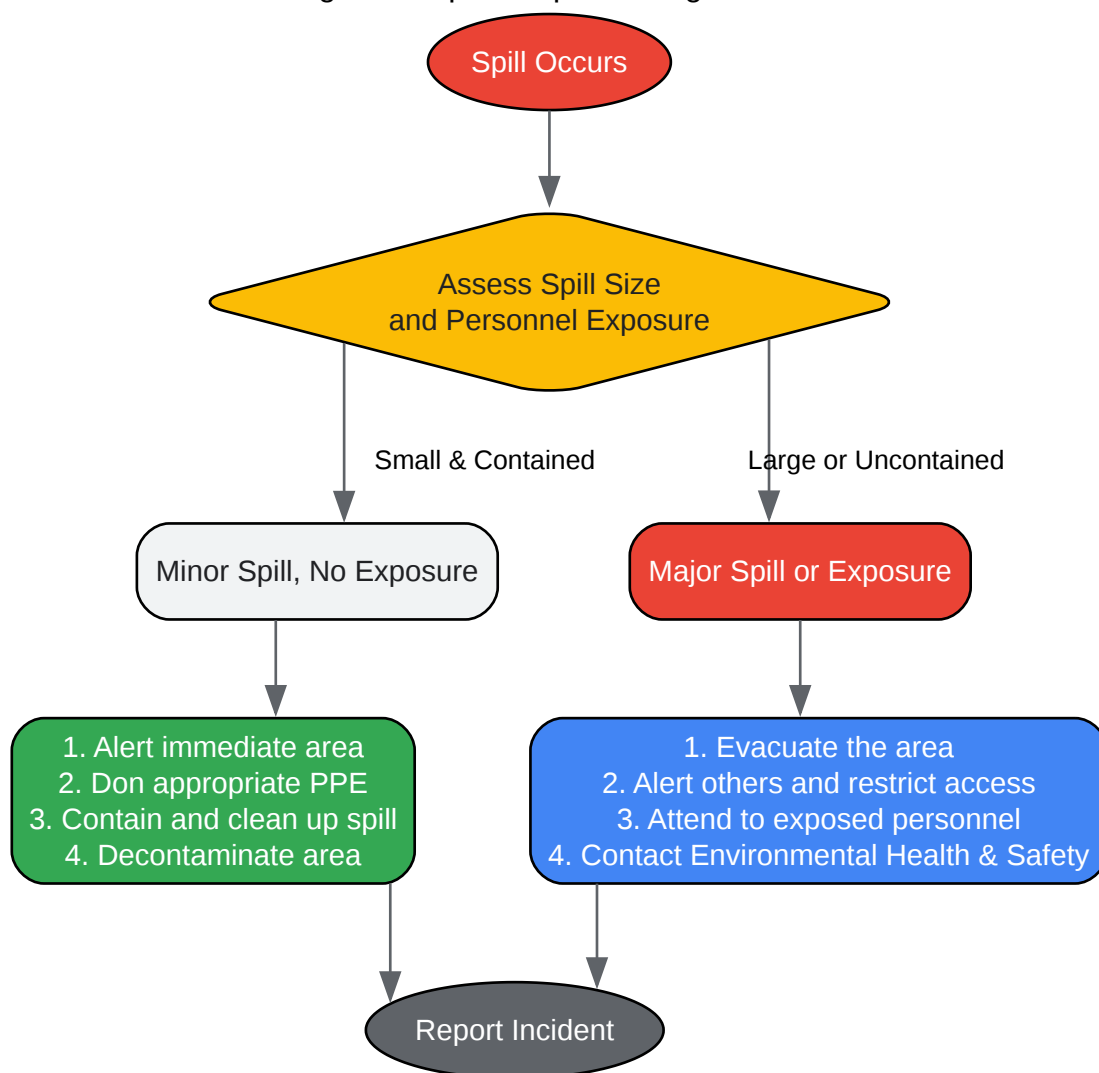 Spill Occurs
Assess Spill Size
and Personnel Exposure
Small & Contained
Large or Uncontained
Minor Spill, No Exposure
Major Spill or Exposure
1. Alert immediate area
2. Don appropriate PPE
3. Contain and clean up spill
4. Decontaminate area
1. Evacuate the area
2. Alert others and restrict access
3. Attend to exposed personnel
4. Contact Environmental Health & Safety
Report Incident